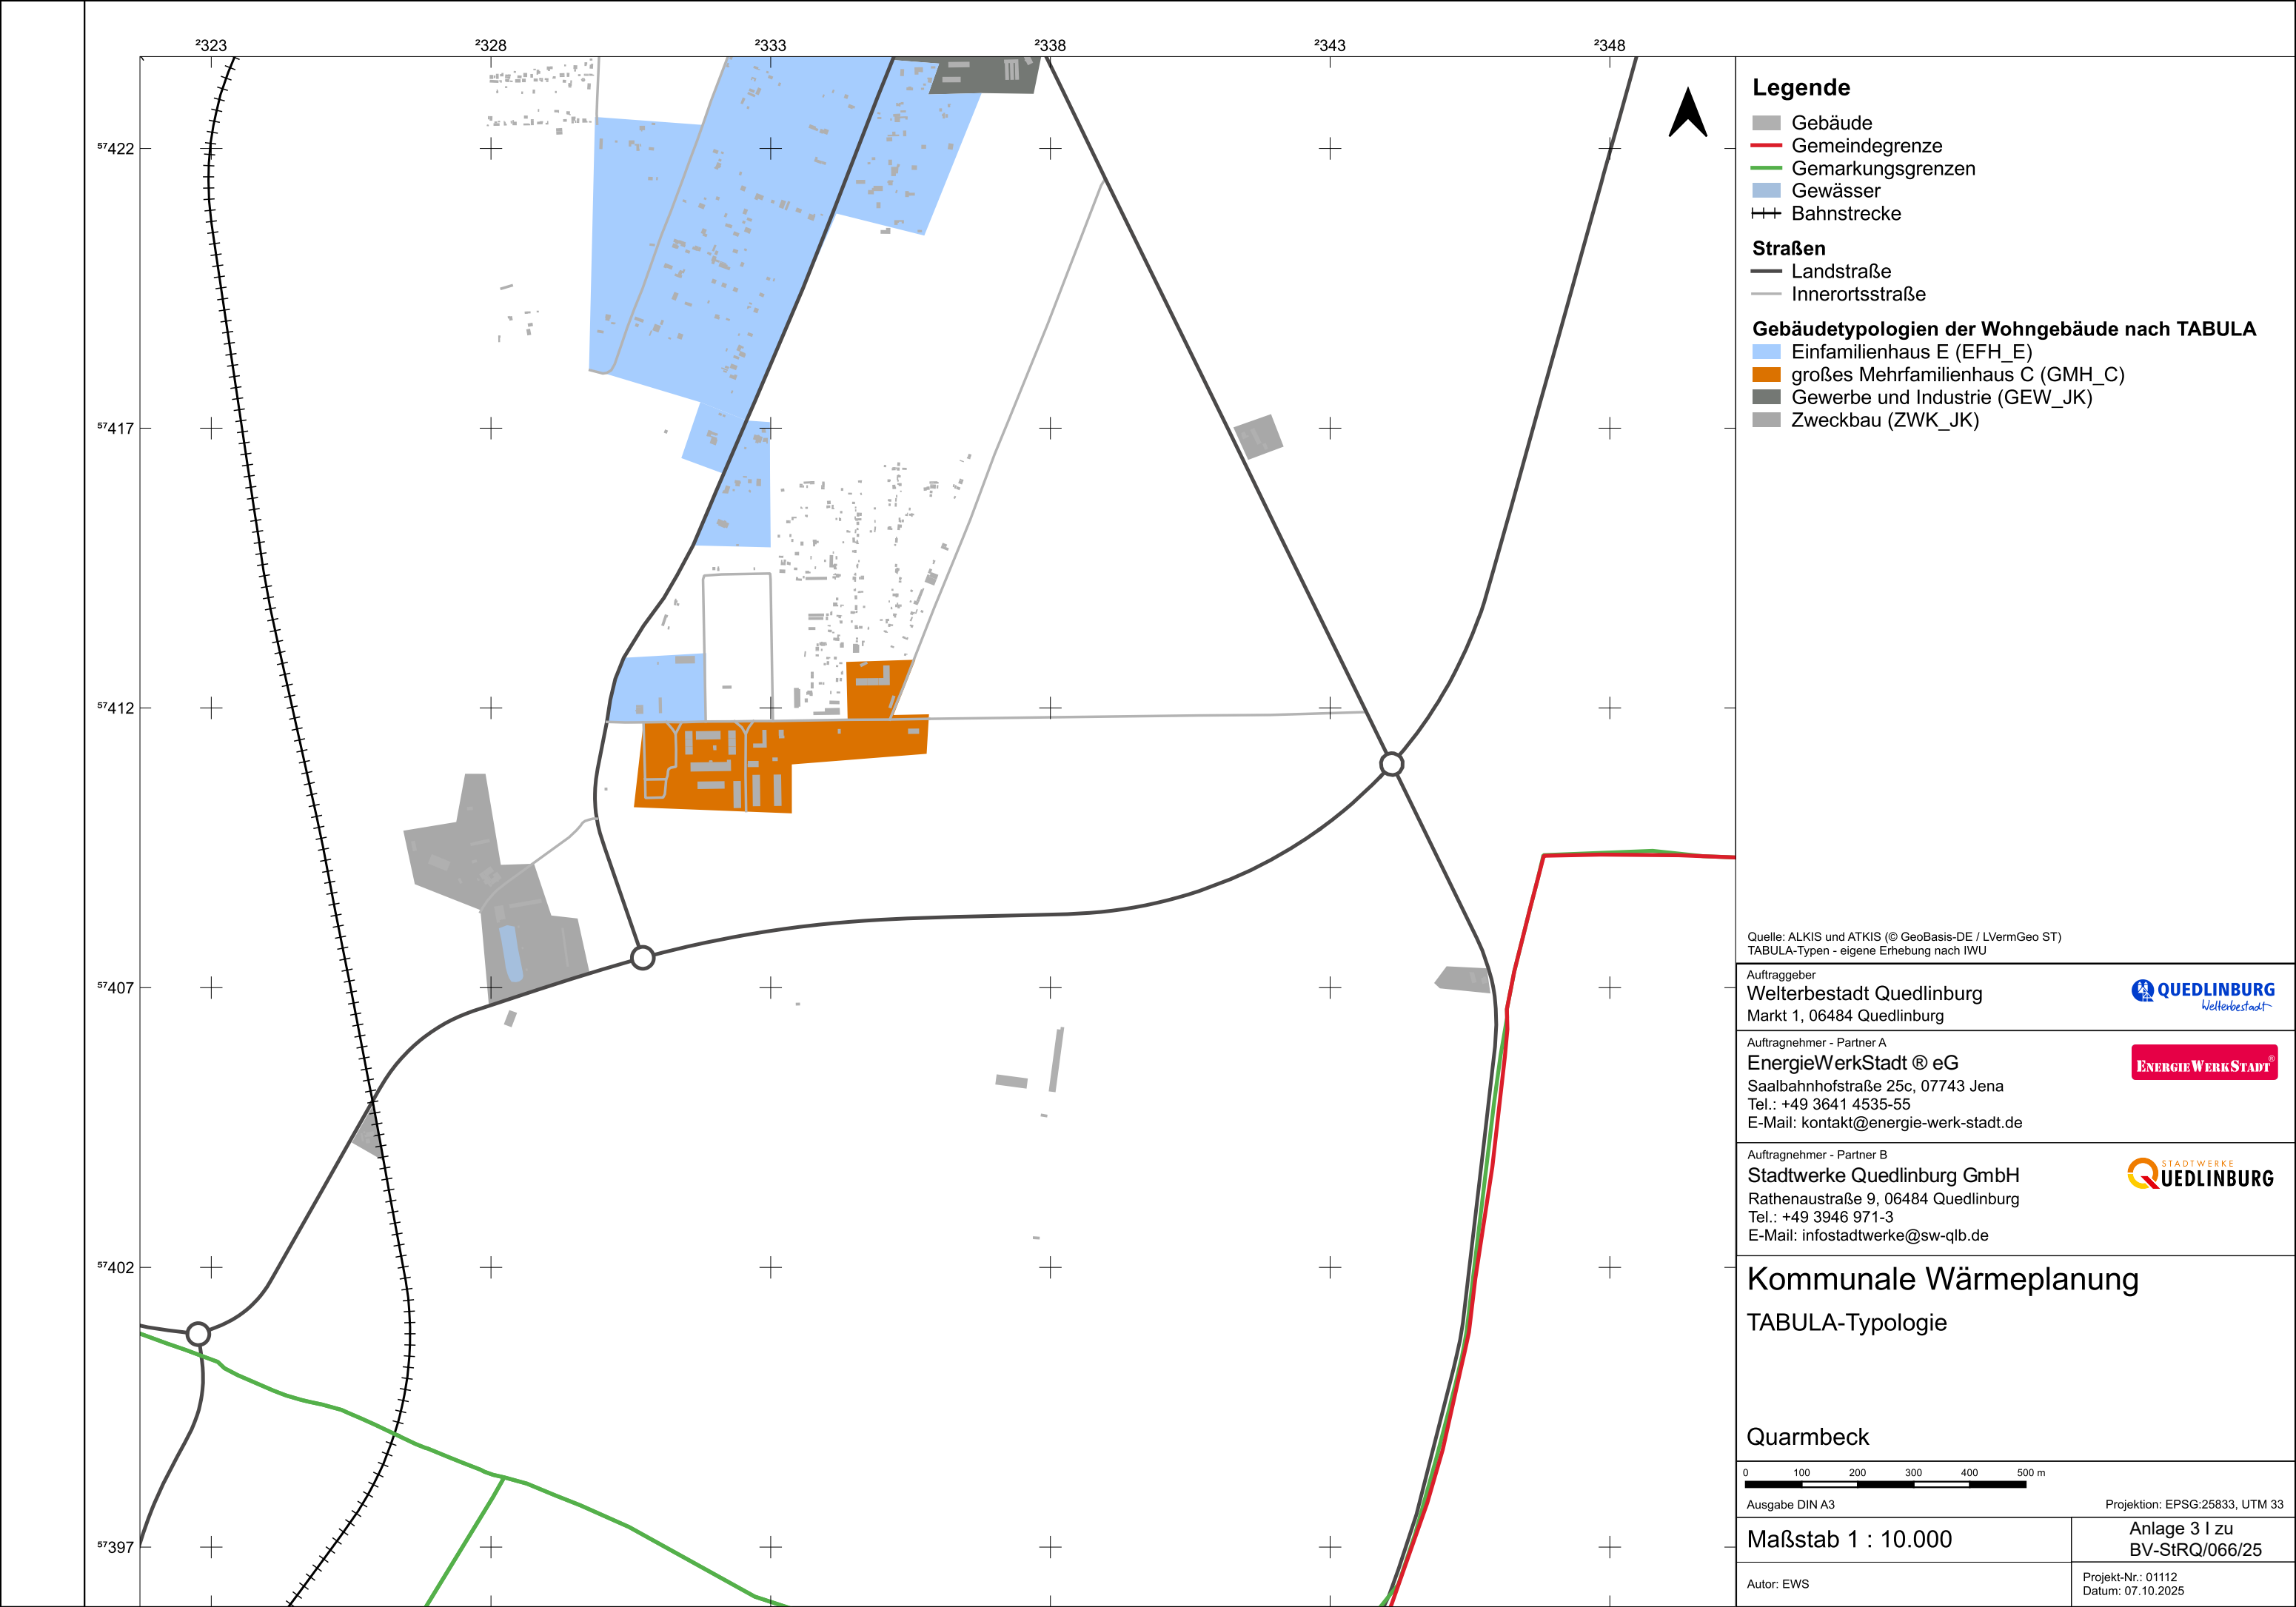 ²323 ²328 ²333 ²338 ²343 ²348
⁵⁷422
⁵⁷417
⁵⁷412
⁵⁷407
⁵⁷402
⁵⁷397
Legende
Gebäude
Gemeindegrenze
Gemarkungsgrenzen
Gewässer
Bahnstrecke
Straßen
Landstraße
Innerortsstraße
Gebäudetypologien der Wohngebäude nach TABULA
Einfamilienhaus E (EFH_E)
großes Mehrfamilienhaus C (GMH_C)
Gewerbe und Industrie (GEW_JK)
Zweckbau (ZWK_JK)
Quelle: ALKIS und ATKIS (© GeoBasis-DE / LVermGeo ST)
TABULA-Typen - eigene Erhebung nach IWU
Auftraggeber
Welterbestadt Quedlinburg
Markt 1, 06484 Quedlinburg
QUEDLINBURG
Welterbestadt
Auftragnehmer - Partner A
EnergieWerkStadt ® eG
Saalbahnhofstraße 25c, 07743 Jena
Tel.: +49 3641 4535-55
E-Mail: kontakt@energie-werk-stadt.de
ENERGIEWERKSTADT®
Auftragnehmer - Partner B
Stadtwerke Quedlinburg GmbH
Rathenaustraße 9, 06484 Quedlinburg
Tel.: +49 3946 971-3
E-Mail: infostadtwerke@sw-qlb.de
STADTWERKE
QUEDLINBURG
Kommunale Wärmeplanung
TABULA-Typologie
Quarmbeck
0 100 200 300 400 500 m
Ausgabe DIN A3 Projektion: EPSG:25833, UTM 33
Maßstab 1 : 10.000
Anlage 3 I zu
BV-StRQ/066/25
Autor: EWS
Projekt-Nr.: 01112
Datum: 07.10.2025